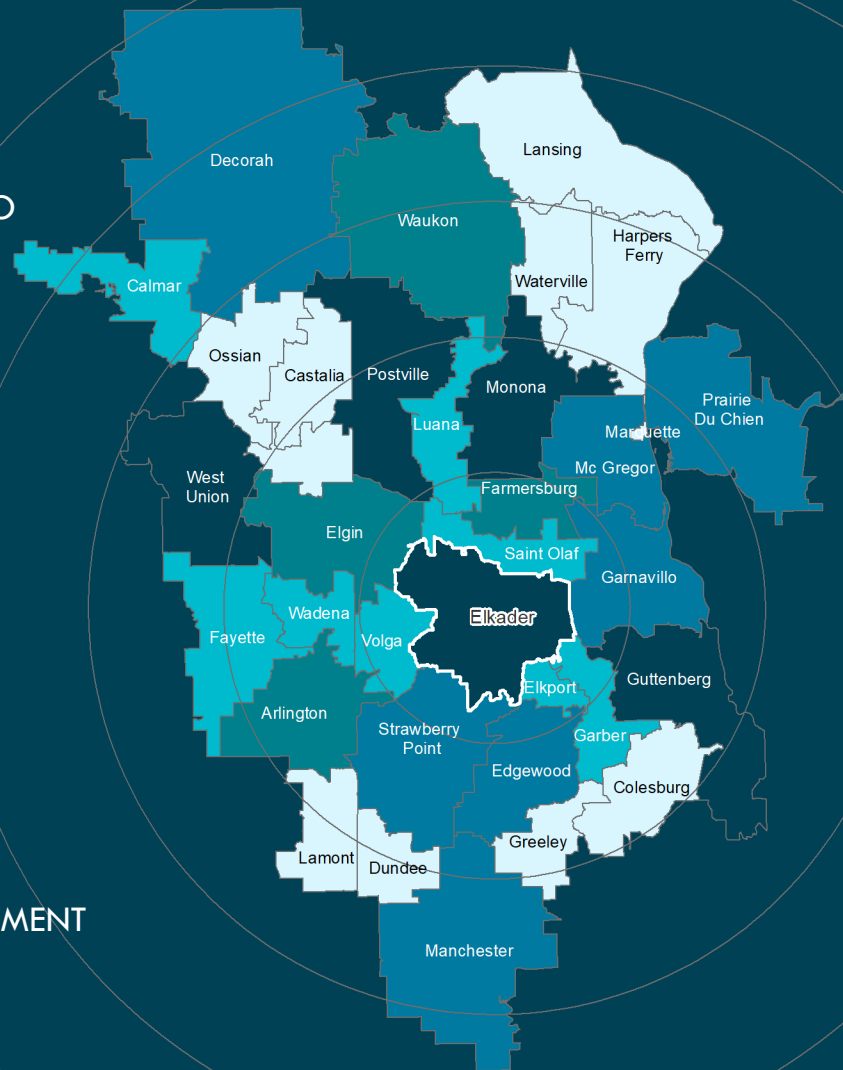 Lansing
Decorah
O
Waukon
Harpers
Ferry
Waterville
Calmar
Ossian
Castalia
Postville
Monona
Prairie
Du Chien
Luana
Marquette
Mc Gregor
West
Union
Farmersburg
Elgin
Saint Olaf
Garnavillo
Wadena
Elkader
Fayette
Volga
Guttenberg
Elkport
Arlington
Strawberry
Point
Garber
Edgewood
Colesburg
Greeley
Lamont
Dundee
MENT
Manchester